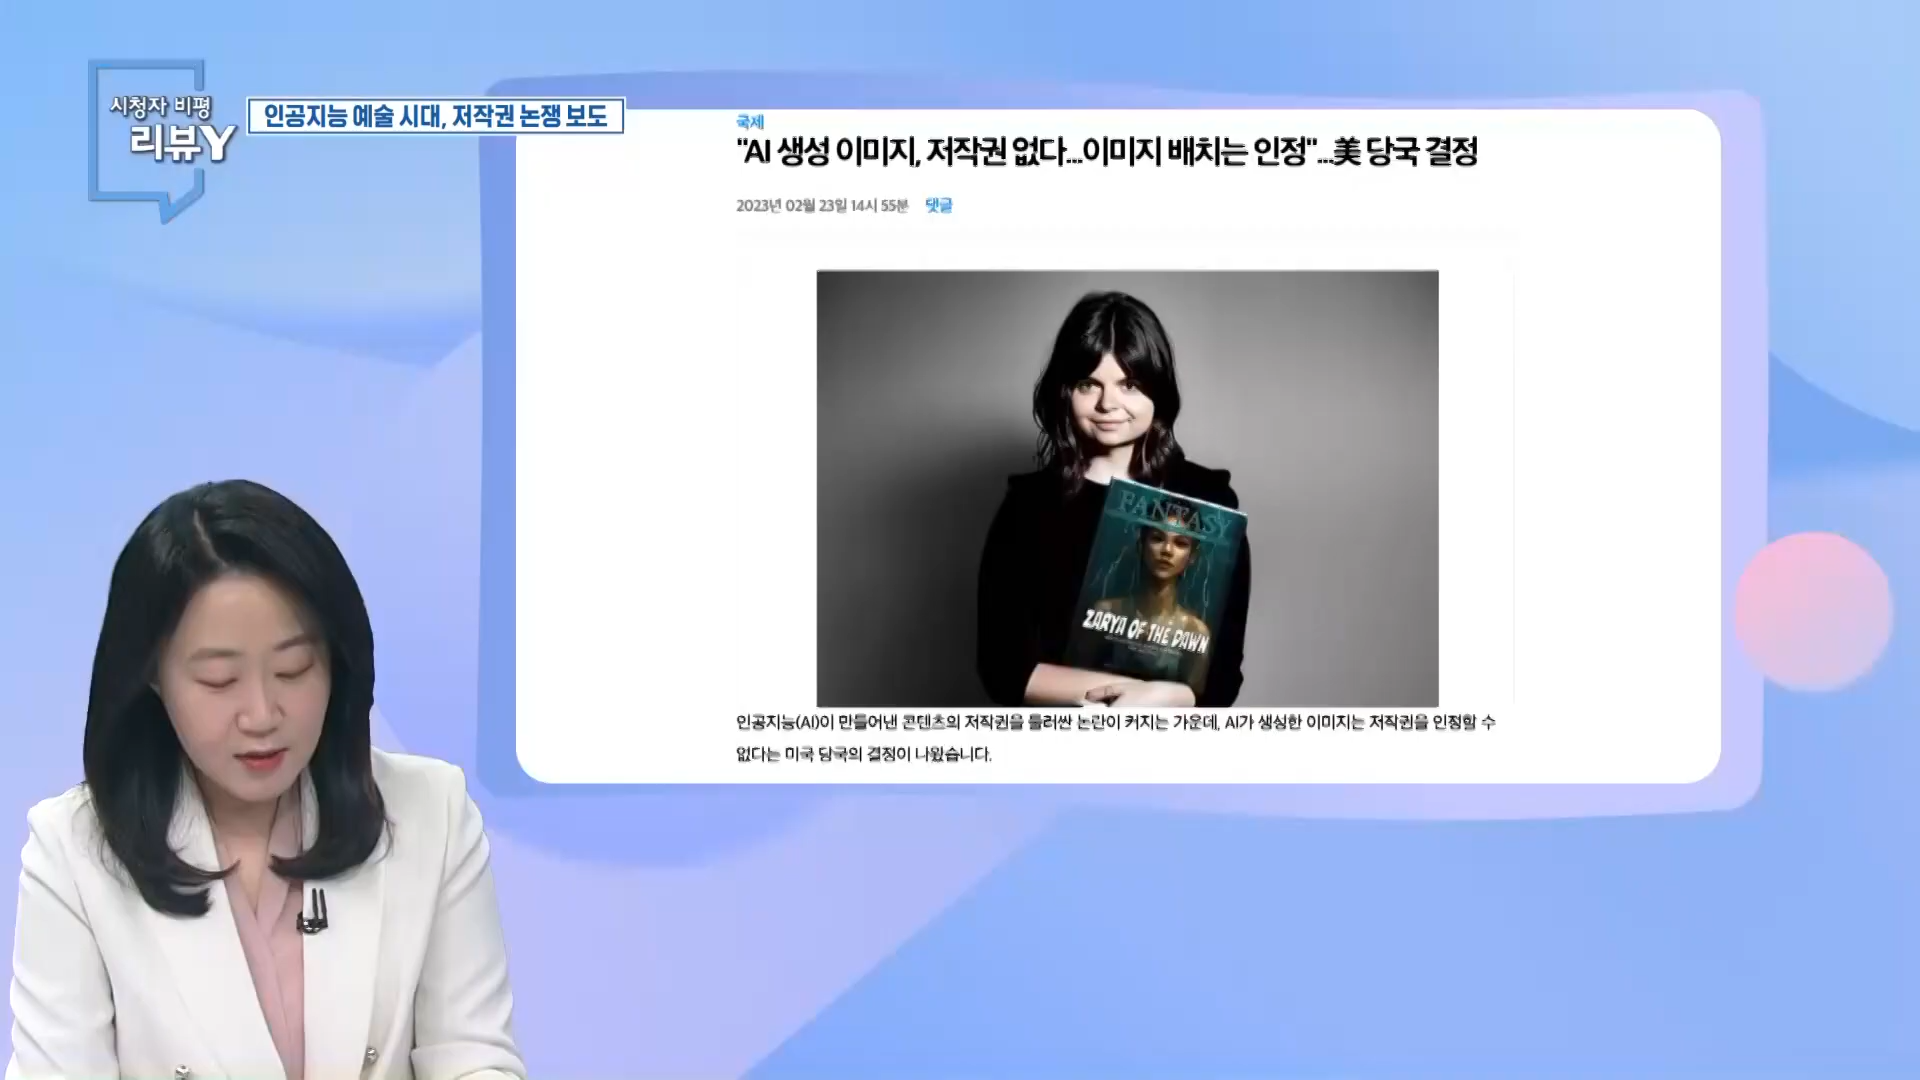 시청자 비평
리뷰Y
인공지능 예술 시대, 저작권 논쟁 보도
국제
"AI 생성 이미지, 저작권 없다...이미지 배치는 인정"...美 당국 결정
2023년 02월 23일 14시 55분 댓글
FANTASY
ZARYA OF THE DAWN
인공지능(AI)이 만들어낸 콘텐츠의 저작권을 둘러싼 논란이 커지는 가운데, AI가 생성한 이미지는 저작권을 인정할 수
없다는 미국 당국의 결정이 나왔습니다.